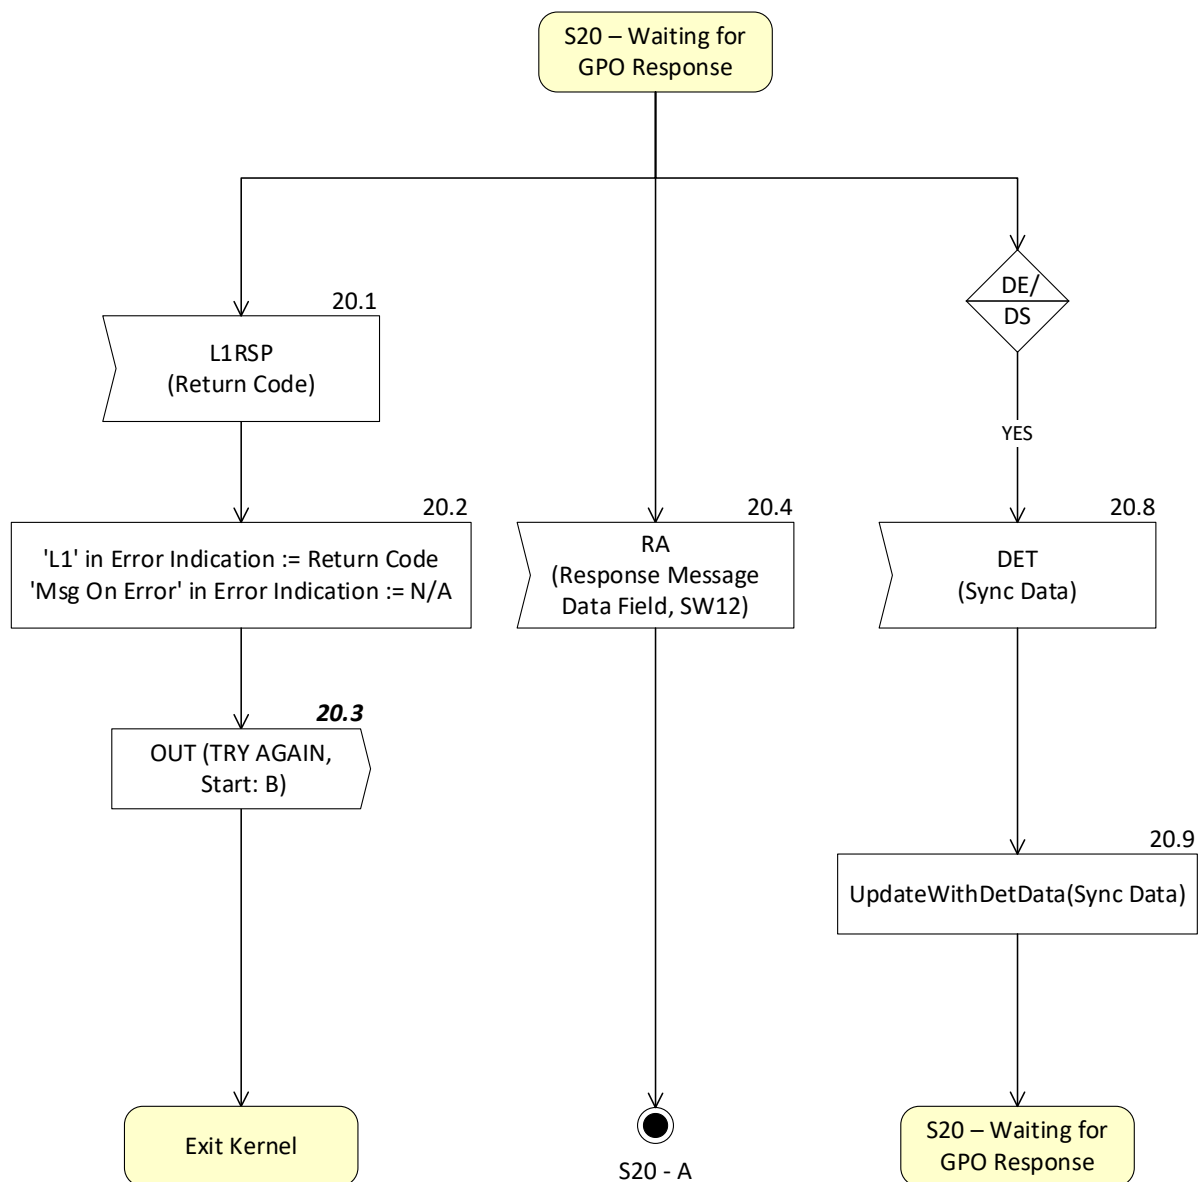 S20 – Waiting for
GPO Response
20.1
L1RSP
(Return Code)
DE/
DS
YES
20.2
'L1' in Error Indication := Return Code
'Msg On Error' in Error Indication := N/A
20.4
RA
(Response Message
Data Field, SW12)
20.8
DET
(Sync Data)
20.3
OUT (TRY AGAIN,
Start: B)
20.9
UpdateWithDetData(Sync Data)
Exit Kernel
S20 - A
S20 – Waiting for
GPO Response